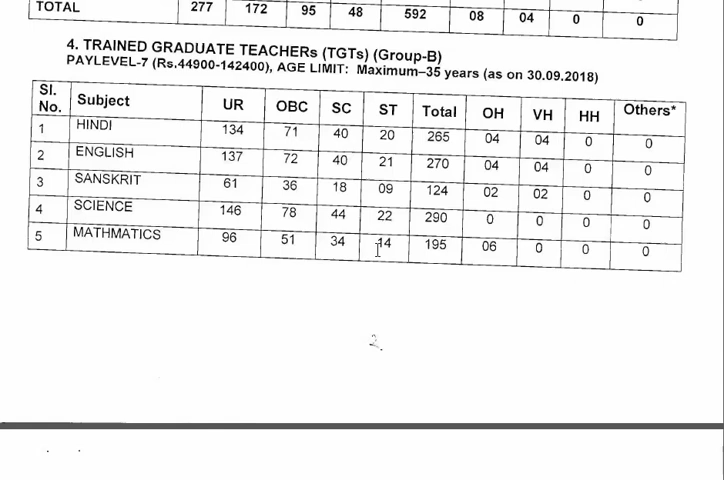 TOTAL 277 172 95 48 592 08 04 0 0
4. TRAINED GRADUATE TEACHERs (TGTs) (Group-B)
PAYLEVEL-7 (Rs.44900-142400), AGE LIMIT: Maximum–35 years (as on 30.09.2018)
Sl. No. Subject UR OBC SC ST Total OH VH HH Others*
1 HINDI 134 71 40 20 265 04 04 0 0
2 ENGLISH 137 72 40 21 270 04 04 0 0
3 SANSKRIT 61 36 18 09 124 02 02 0 0
4 SCIENCE 146 78 44 22 290 0 0 0 0
5 MATHMATICS 96 51 34 14 195 06 0 0 0
2